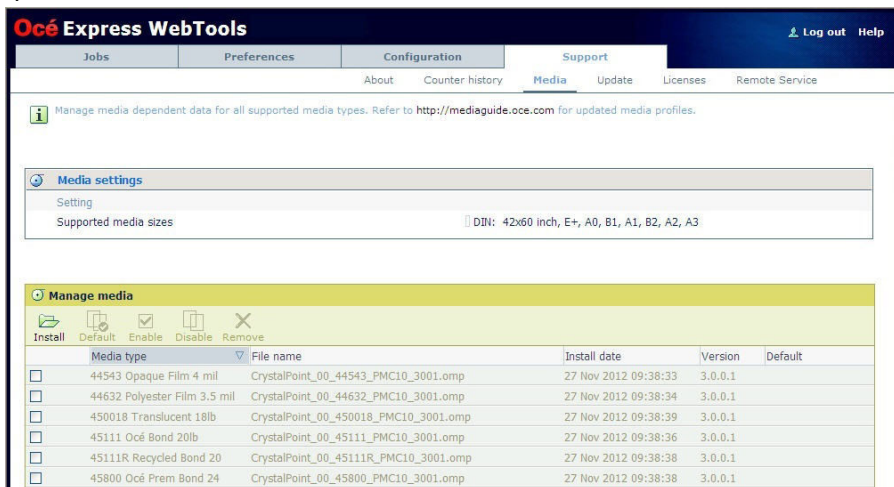 Océ Express WebTools
Log out Help
Jobs Preferences Configuration Support
About Counter history Media Update Licenses Remote Service
Manage media dependent data for all supported media types. Refer to http://mediaguide.oce.com for updated media profiles.
Media settings
Setting
Supported media sizes DIN: 42x60 inch, E+, A0, B1, A1, B2, A2, A3
Manage media
Install Default Enable Disable Remove
Media type File name Install date Version Default
44543 Opaque Film 4 mil CrystalPoint_00_44543_PMC10_3001.omp 27 Nov 2012 09:38:33 3.0.0.1
44632 Polyester Film 3.5 mil CrystalPoint_00_44632_PMC10_3001.omp 27 Nov 2012 09:38:34 3.0.0.1
450018 Translucent 18lb CrystalPoint_00_450018_PMC10_3001.omp 27 Nov 2012 09:38:39 3.0.0.1
45111 Océ Bond 20lb CrystalPoint_00_45111_PMC10_3001.omp 27 Nov 2012 09:38:36 3.0.0.1
45111R Recycled Bond 20 CrystalPoint_00_45111R_PMC10_3001.omp 27 Nov 2012 09:38:38 3.0.0.1
45800 Océ Prem Bond 24 CrystalPoint_00_45800_PMC10_3001.omp 27 Nov 2012 09:38:38 3.0.0.1